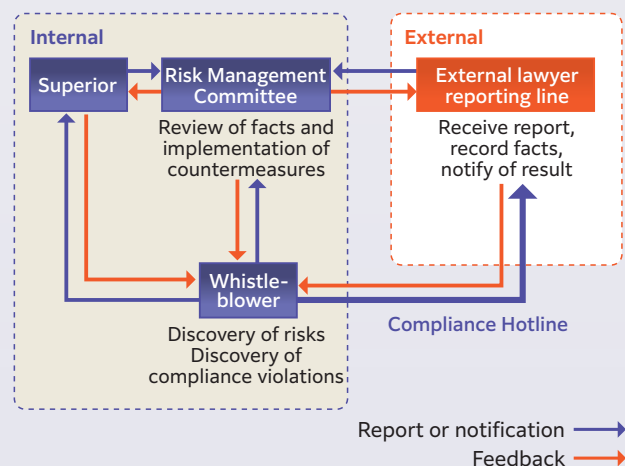 Internal
External
Superior
Risk Management
Committee
External lawyer
reporting line
Review of facts and
implementation of
countermeasures
Receive report,
record facts,
notify of result
Whistle-
blower
Compliance Hotline
Discovery of risks
Discovery of
compliance violations
Report or notification
Feedback